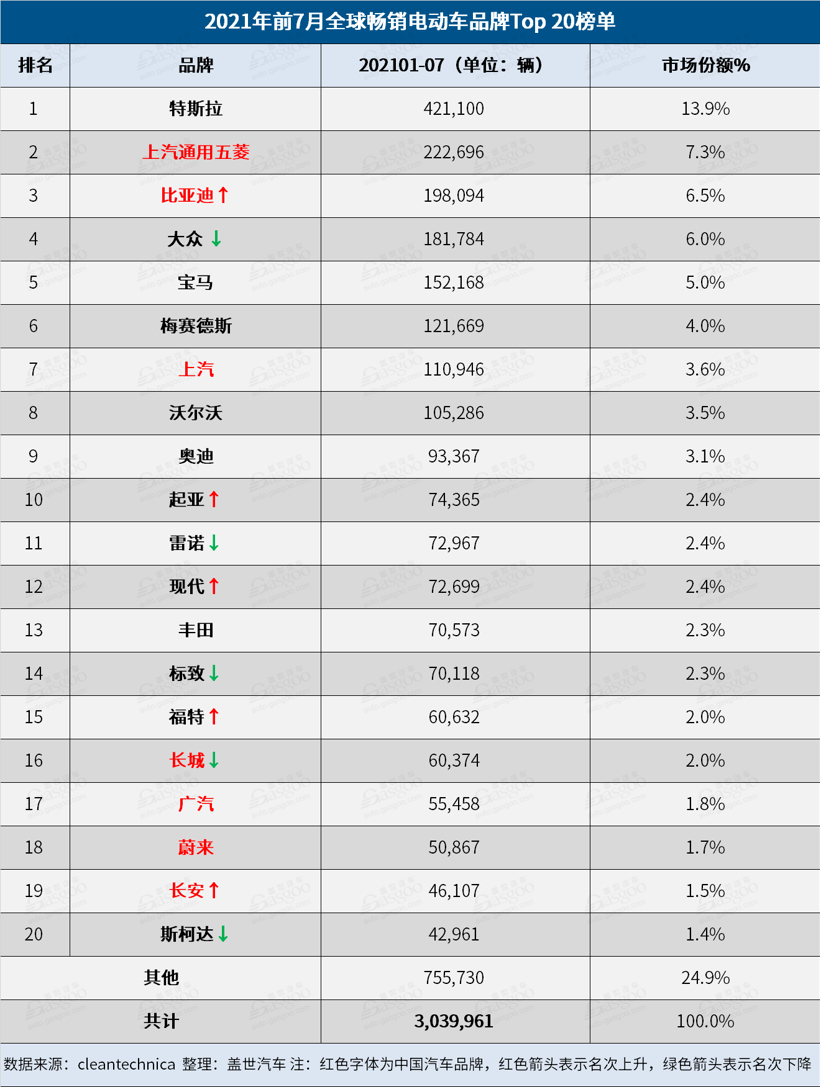 2021年前7月全球畅销电动车品牌Top 20榜单
排名 品牌 202101-07（单位：辆） 市场份额%
1 特斯拉 421,100 13.9%
2 上汽通用五菱 222,696 7.3%
3 比亚迪↑ 198,094 6.5%
4 大众↓ 181,784 6.0%
5 宝马 152,168 5.0%
6 梅赛德斯 121,669 4.0%
7 上汽 110,946 3.6%
8 沃尔沃 105,286 3.5%
9 奥迪 93,367 3.1%
10 起亚↑ 74,365 2.4%
11 雷诺↓ 72,967 2.4%
12 现代↑ 72,699 2.4%
13 丰田 70,573 2.3%
14 标致↓ 70,118 2.3%
15 福特↑ 60,632 2.0%
16 长城↓ 60,374 2.0%
17 广汽 55,458 1.8%
18 蔚来 50,867 1.7%
19 长安↑ 46,107 1.5%
20 斯柯达↓ 42,961 1.4%
其他 755,730 24.9%
共计 3,039,961 100.0%
数据来源：cleantechnica 整理：盖世汽车 注：红色字体为中国汽车品牌，红色箭头表示名次上升，绿色箭头表示名次下降